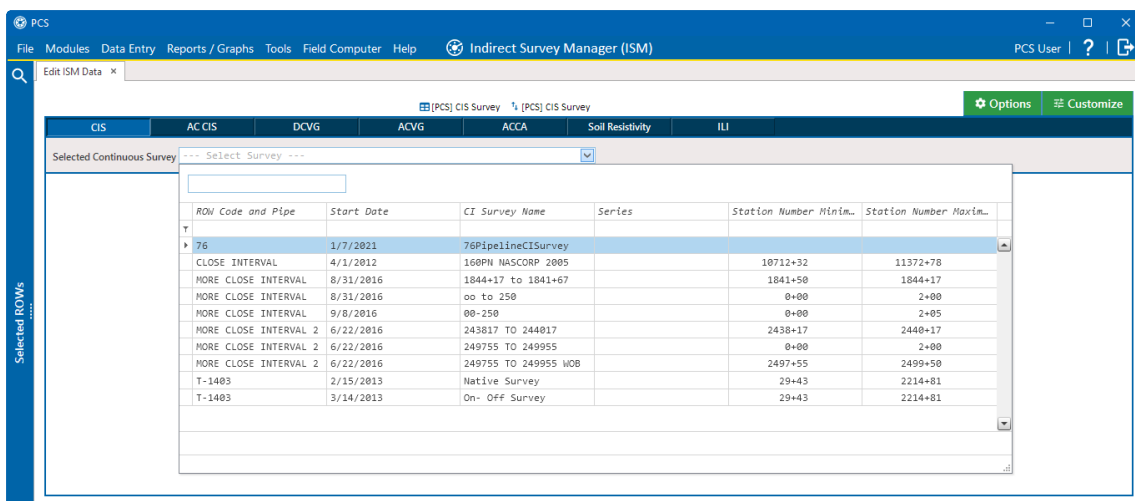 PCS
File Modules Data Entry Reports / Graphs Tools Field Computer Help Indirect Survey Manager (ISM) PCS User | ? |
Edit ISM Data ×
[PCS] CIS Survey [PCS] CIS Survey
Options Customize
CIS AC CIS DCVG ACVG ACCA Soil Resistivity ILI
Selected Continuous Survey --- Select Survey ---
ROW Code and Pipe Start Date CI Survey Name Series Station Number Minim… Station Number Maxim…
76 1/7/2021 76PipelineCISurvey
CLOSE INTERVAL 4/1/2012 160PN NASCORP 2005 10712+32 11372+78
MORE CLOSE INTERVAL 8/31/2016 1844+17 to 1841+67 1841+50 1844+17
MORE CLOSE INTERVAL 8/31/2016 oo to 250 0+00 2+00
MORE CLOSE INTERVAL 9/8/2016 00-250 0+00 2+05
MORE CLOSE INTERVAL 2 6/22/2016 243817 TO 244017 2438+17 2440+17
MORE CLOSE INTERVAL 2 6/22/2016 249755 TO 249955 0+00 2+00
MORE CLOSE INTERVAL 2 6/22/2016 249755 TO 249955 WOB 2497+55 2499+50
T-1403 2/15/2013 Native Survey 29+43 2214+81
T-1403 3/14/2013 On- Off Survey 29+43 2214+81
Selected ROWs